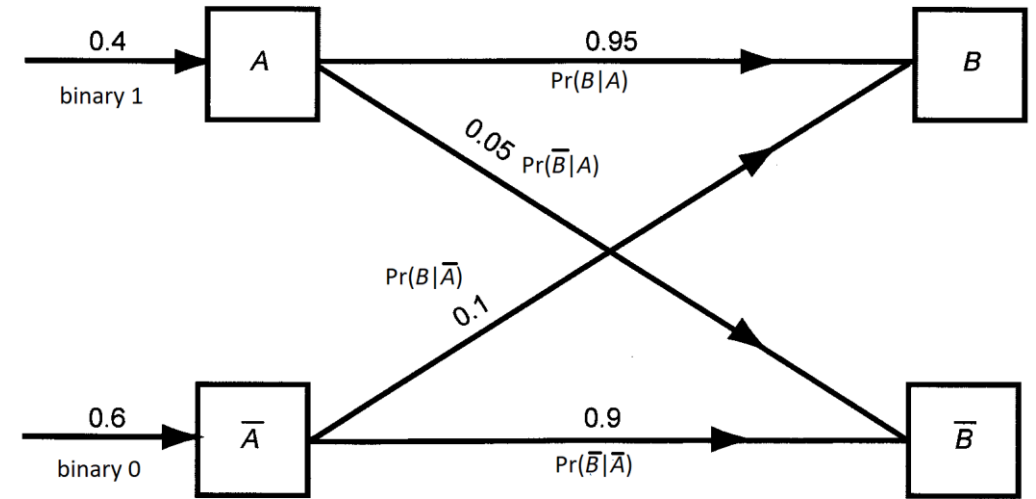 0.4
binary 1
A
0.95
Pr(B|A)
B
0.05
Pr(B̅|A)
Pr(B|A̅)
0.1
0.6
binary 0
A̅
0.9
Pr(B̅|A̅)
B̅